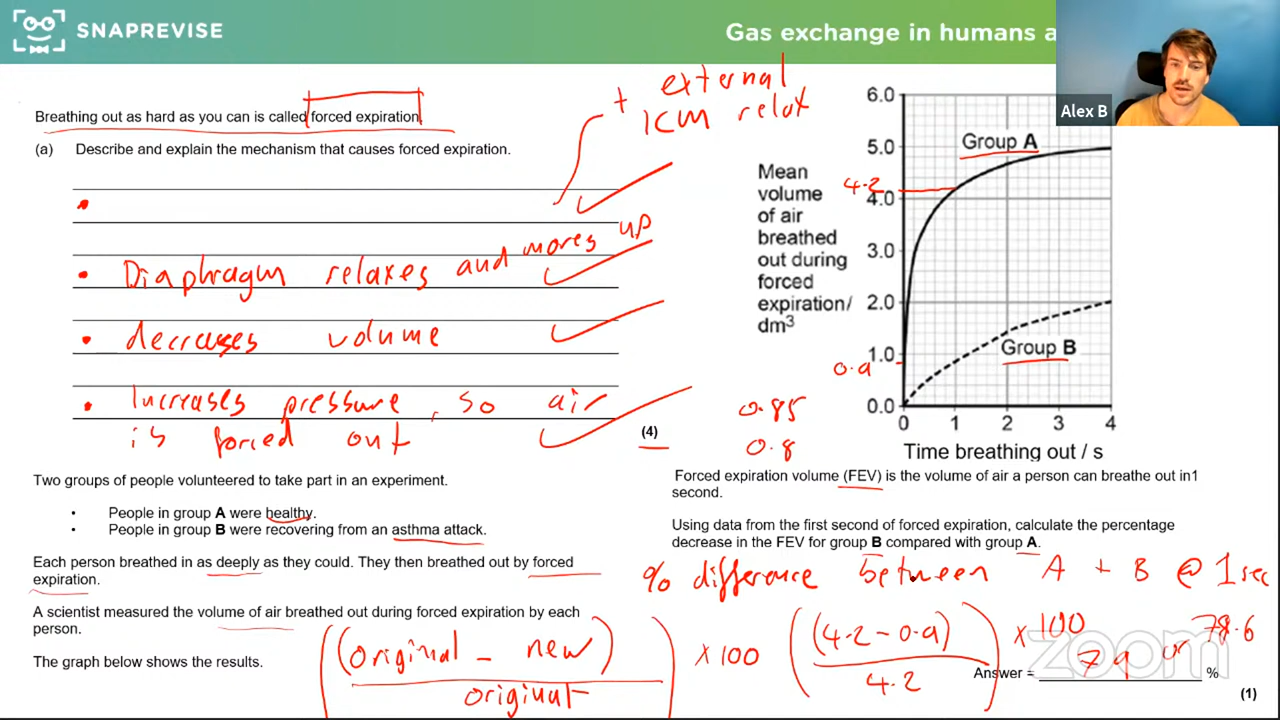 SNAPREVISE
Gas exchange in humans a
Alex B
Breathing out as hard as you can is called forced expiration.
(a) Describe and explain the mechanism that causes forced expiration.
+ external
ICM relax
•
• Diaphragm relaxes and moves up
• decreases volume
• Increases pressure, so air
is forced out
(4)
Two groups of people volunteered to take part in an experiment.
• People in group A were healthy.
• People in group B were recovering from an asthma attack.
Each person breathed in as deeply as they could. They then breathed out by forced
expiration.
A scientist measured the volume of air breathed out during forced expiration by each
person.
The graph below shows the results.
((original - new)
original) × 100
Mean
volume
of air
breathed
out during
forced
expiration/
dm³
6.0
5.0
4.2
4.0
3.0
2.0
1.0
0.9
0.0
Group A
Group B
0 1 2 3 4
Time breathing out / s
0.85
0.8
Forced expiration volume (FEV) is the volume of air a person can breathe out in1
second.
Using data from the first second of forced expiration, calculate the percentage
decrease in the FEV for group B compared with group A.
% difference between A + B @ 1 sec
((4.2 - 0.9)
4.2) × 100
zoom
Answer = 79 or 78.6 %
(1)